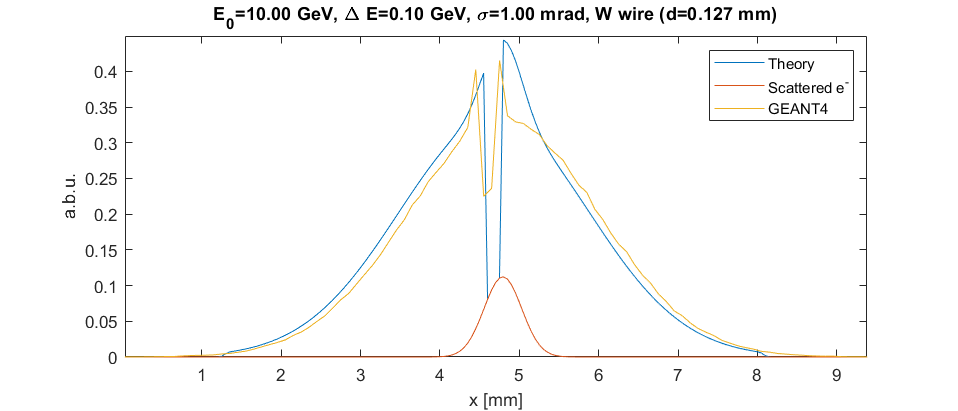 E₀=10.00 GeV, Δ E=0.10 GeV, σ=1.00 mrad, W wire (d=0.127 mm)
Theory
Scattered e⁻
GEANT4
0.4
0.35
0.3
0.25
0.2
0.15
0.1
0.05
0
a.b.u.
1 2 3 4 5 6 7 8 9
x [mm]